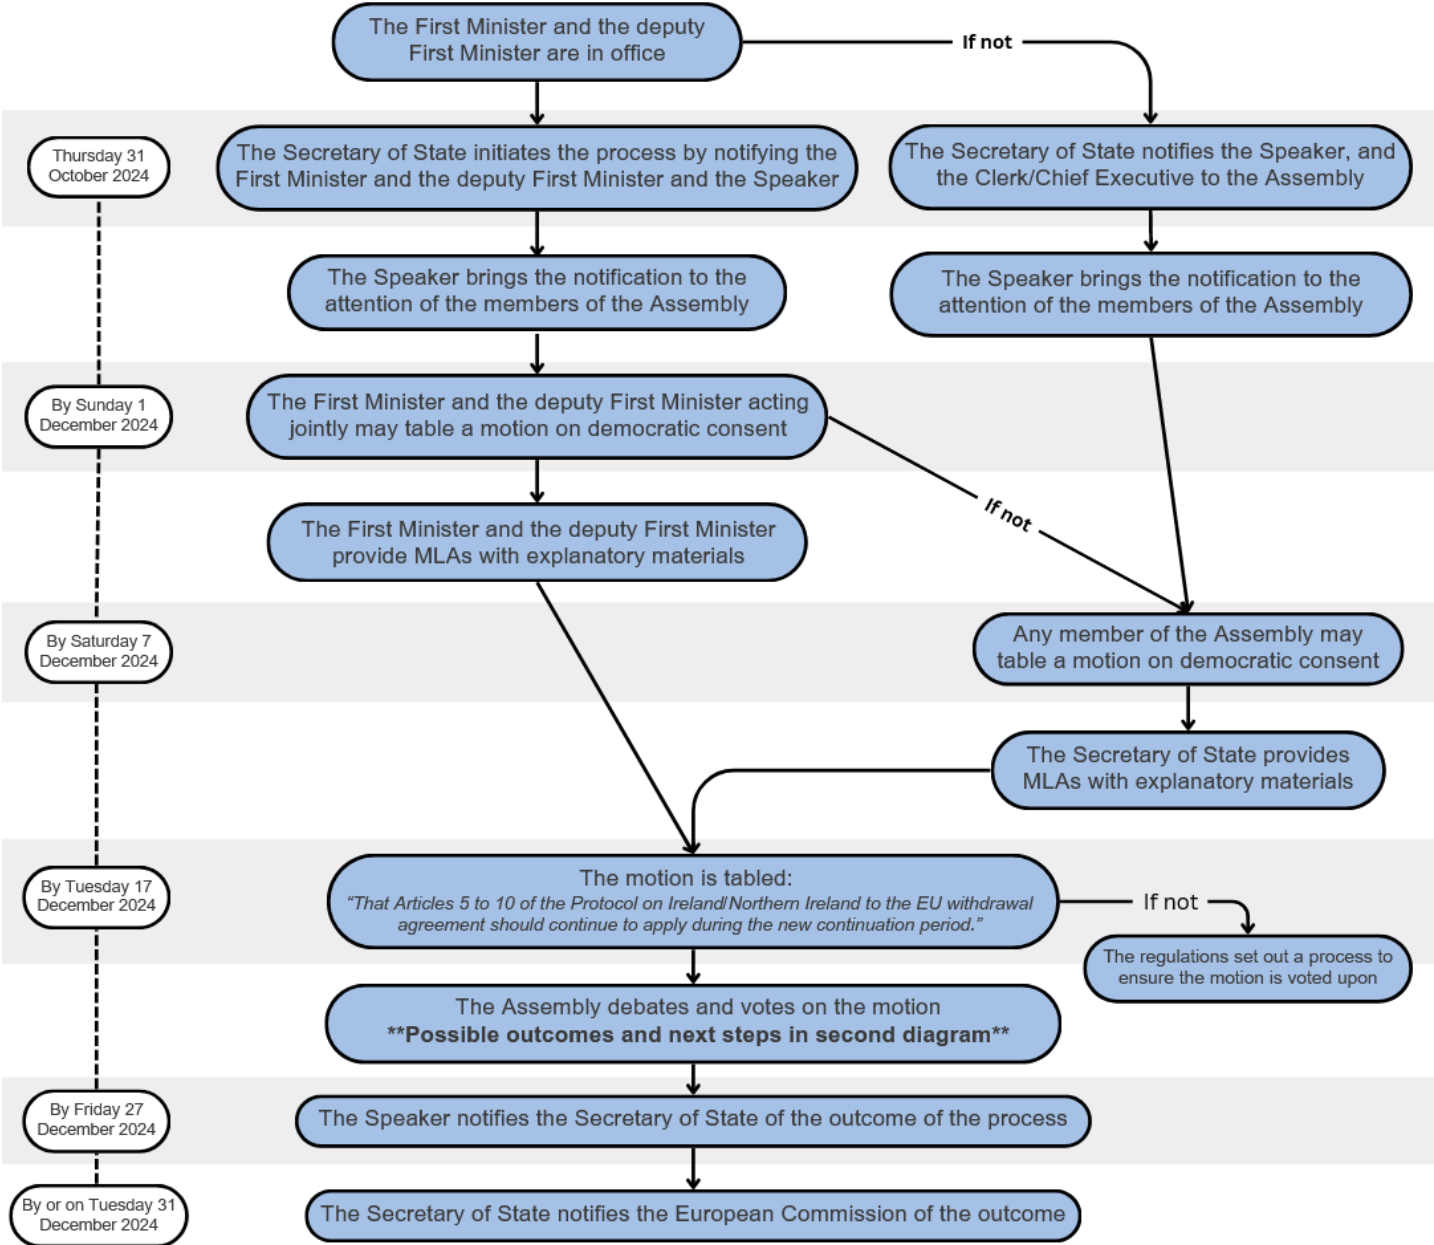 The First Minister and the deputy
First Minister are in office
If not
Thursday 31
October 2024
The Secretary of State initiates the process by notifying the
First Minister and the deputy First Minister and the Speaker
The Secretary of State notifies the Speaker, and
the Clerk/Chief Executive to the Assembly
The Speaker brings the notification to the
attention of the members of the Assembly
The Speaker brings the notification to the
attention of the members of the Assembly
By Sunday 1
December 2024
The First Minister and the deputy First Minister acting
jointly may table a motion on democratic consent
If not
The First Minister and the deputy First Minister
provide MLAs with explanatory materials
By Saturday 7
December 2024
Any member of the Assembly may
table a motion on democratic consent
The Secretary of State provides
MLAs with explanatory materials
By Tuesday 17
December 2024
The motion is tabled:
“That Articles 5 to 10 of the Protocol on Ireland/Northern Ireland to the EU withdrawal
agreement should continue to apply during the new continuation period.”
If not
The regulations set out a process to
ensure the motion is voted upon
The Assembly debates and votes on the motion
**Possible outcomes and next steps in second diagram**
By Friday 27
December 2024
The Speaker notifies the Secretary of State of the outcome of the process
By or on Tuesday 31
December 2024
The Secretary of State notifies the European Commission of the outcome